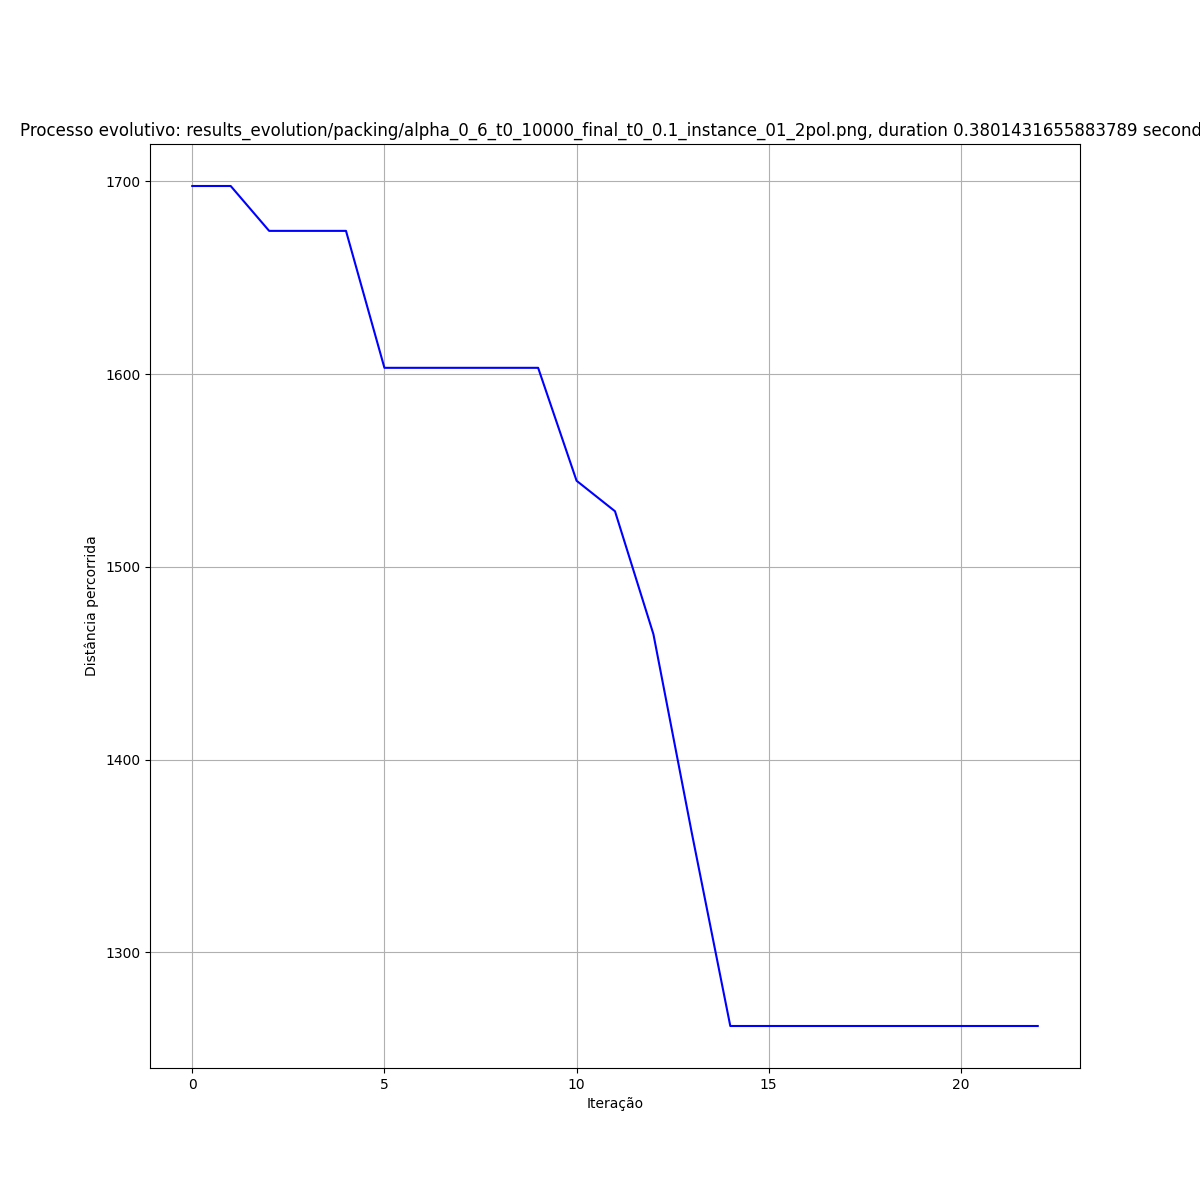 Processo evolutivo: results_evolution/packing/alpha_0_6_t0_10000_final_t0_0.1_instance_01_2pol.png, duration 0.3801431655883789 second
1700
1600
1500
1400
1300
Distância percorrida
0 5 10 15 20
Iteração